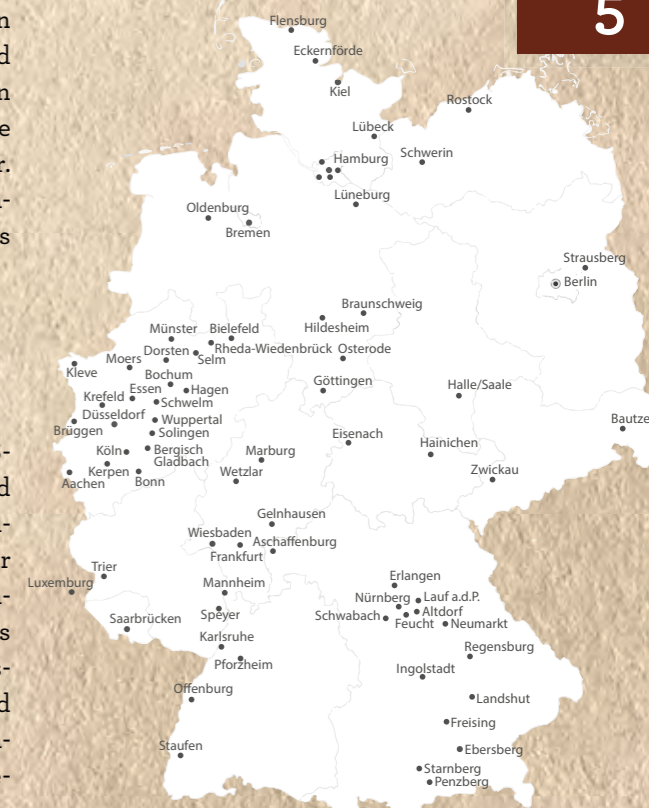 5
n
d
n
e
r.
-
s
Flensburg
Eckernförde
Kiel
Rostock
Lübeck
Hamburg
Schwerin
Lüneburg
Oldenburg
Bremen
Strausberg
Berlin
Braunschweig
Hildesheim
Münster
Bielefeld
Rheda-Wiedenbrück
Osterode
Dorsten
Selm
Moers
Kleve
Bochum
Göttingen
Halle/Saale
Essen
Hagen
Krefeld
Schwelm
Düsseldorf
Wuppertal
Brüggen
Solingen
Bautze
Eisenach
Hainichen
Köln
Bergisch
Gladbach
Marburg
Kerpen
Wetzlar
Zwickau
Aachen
Bonn
Gelnhausen
Wiesbaden
Aschaffenburg
Frankfurt
Trier
Luxemburg
Mannheim
Erlangen
Nürnberg
Lauf a.d.P.
Speyer
Schwabach
Altdorf
Feucht
Neumarkt
Saarbrücken
Karlsruhe
Regensburg
Pforzheim
Ingolstadt
Offenburg
Landshut
Freising
Staufen
Ebersberg
Starnberg
Penzberg
-
d
-
r
-
s
-
d
-
-